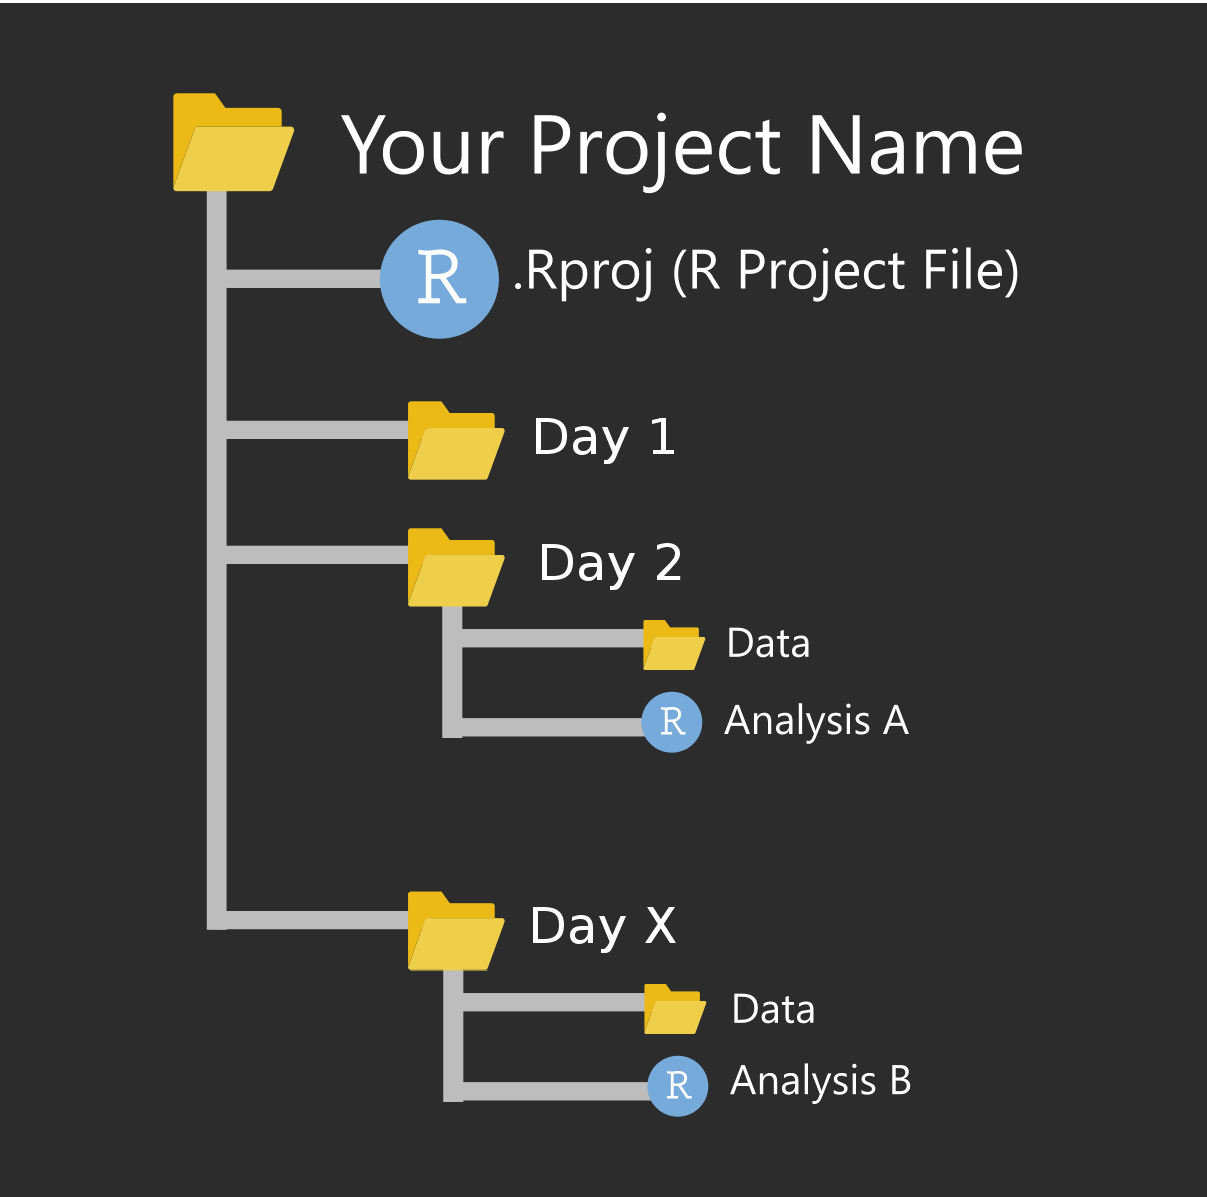 Your Project Name
R .Rproj (R Project File)
Day 1
Day 2
Data
R Analysis A
Day X
Data
R Analysis B